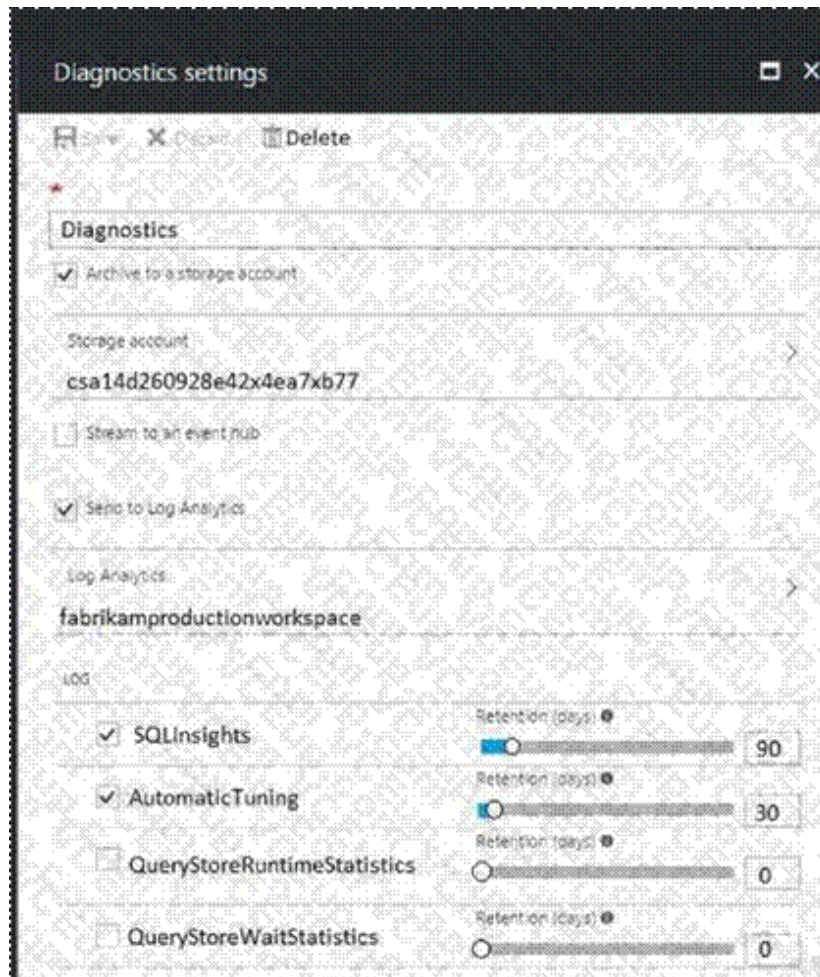 Diagnostics settings
Save Discard Delete
*
Diagnostics
Archive to a storage account
Storage account
csa14d260928e42x4ea7xb77
Stream to an event hub
Send to Log Analytics
Log Analytics
fabrikamproductionworkspace
LOG
SQLInsights
Retention (days)
90
AutomaticTuning
Retention (days)
30
QueryStoreRuntimeStatistics
Retention (days)
0
QueryStoreWaitStatistics
Retention (days)
0